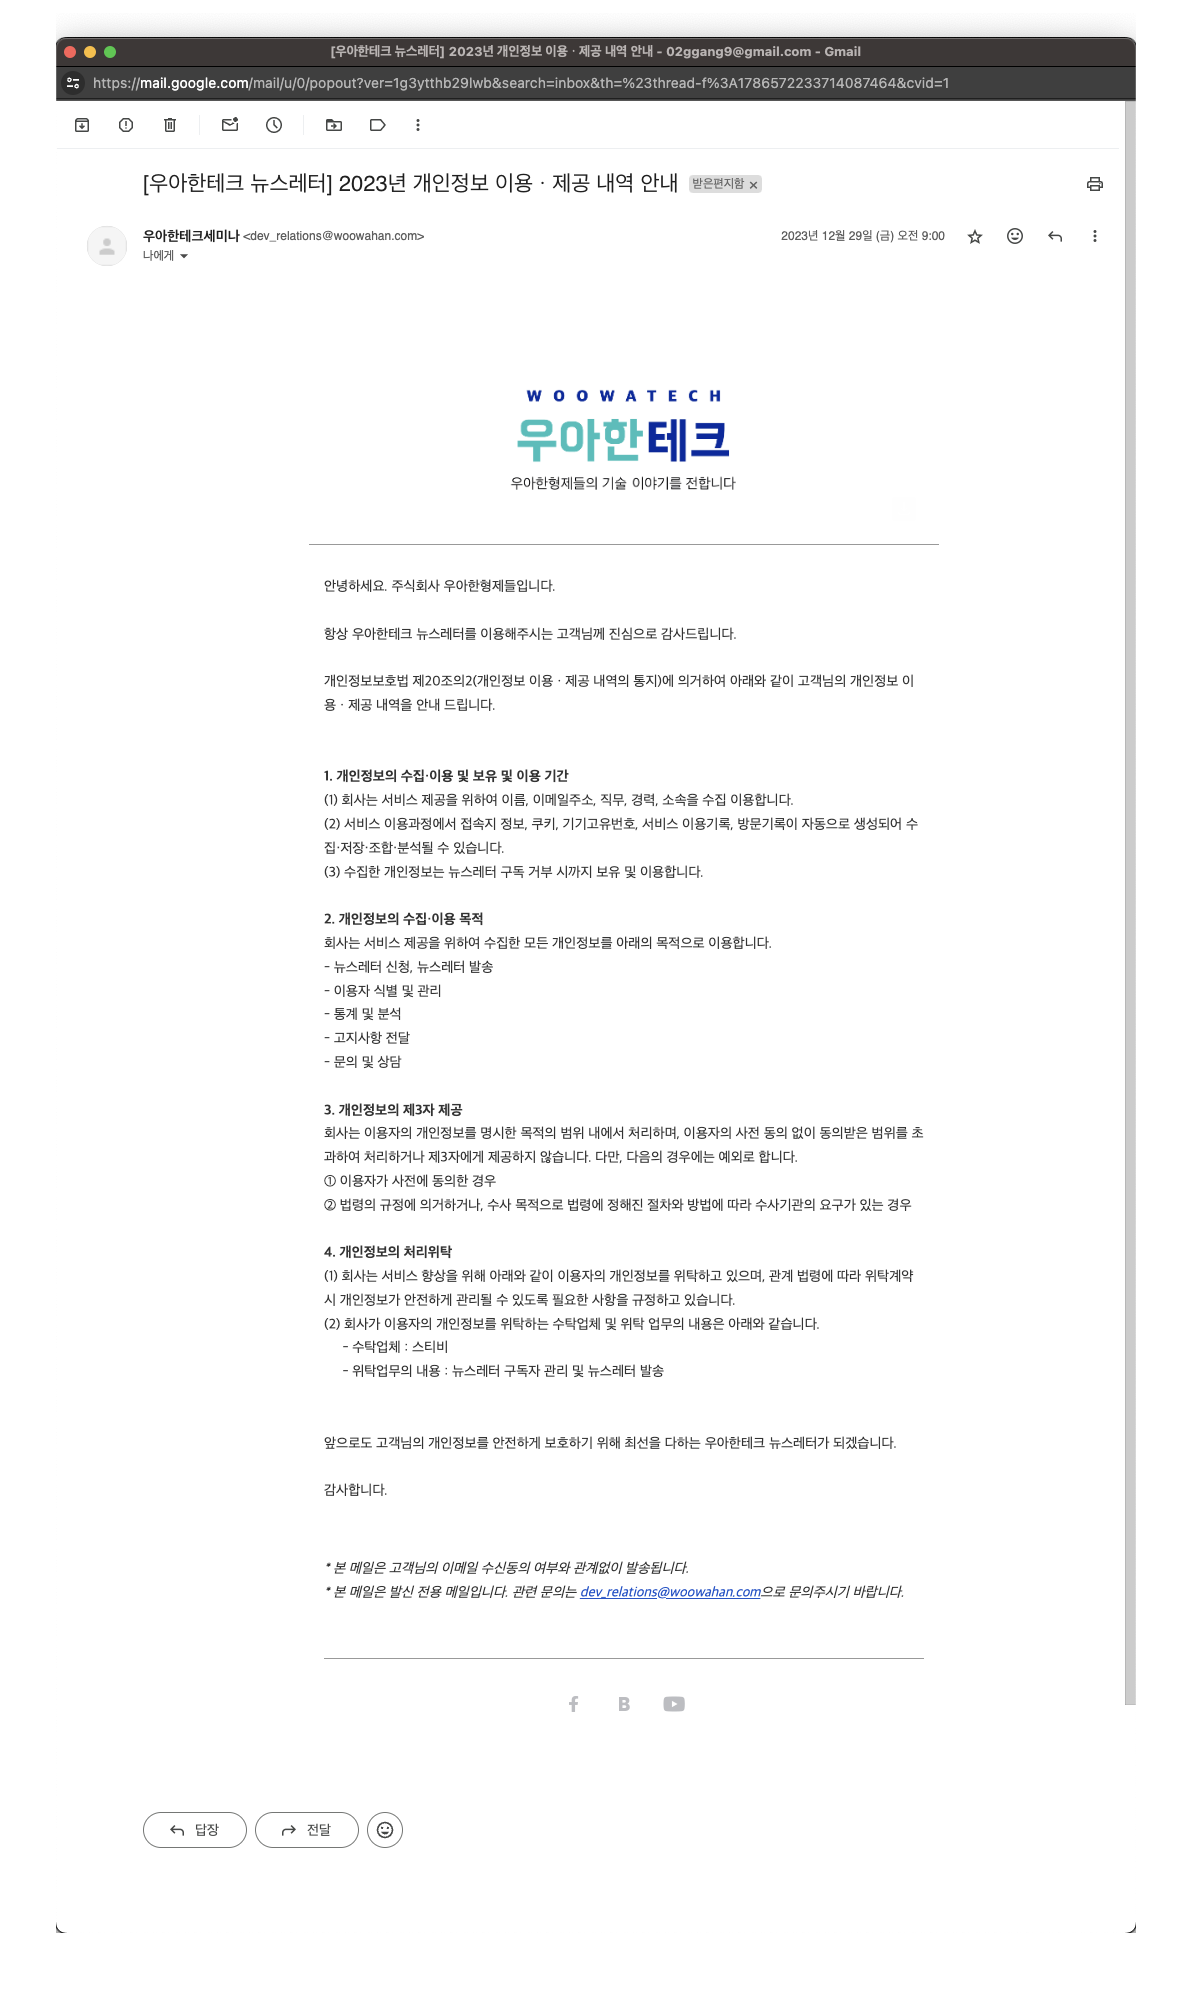 [우아한테크 뉴스레터] 2023년 개인정보 이용 · 제공 내역 안내 - 02ggang9@gmail.com - Gmail
https://mail.google.com/mail/u/0/popout?ver=1g3ytthb29lwb&search=inbox&th=%23thread-f%3A1786572233714087464&cvid=1
[우아한테크 뉴스레터] 2023년 개인정보 이용 · 제공 내역 안내 받은편지함 x
우아한테크세미나 <dev_relations@woowahan.com> 2023년 12월 29일 (금) 오전 9:00
나에게
WOOWATECH
우아한테크
우아한형제들의 기술 이야기를 전합니다
안녕하세요. 주식회사 우아한형제들입니다.
항상 우아한테크 뉴스레터를 이용해주시는 고객님께 진심으로 감사드립니다.
개인정보보호법 제20조의2(개인정보 이용 · 제공 내역의 통지)에 의거하여 아래와 같이 고객님의 개인정보 이
용 · 제공 내역을 안내 드립니다.
1. 개인정보의 수집·이용 및 보유 및 이용 기간
(1) 회사는 서비스 제공을 위하여 이름, 이메일주소, 직무, 경력, 소속을 수집 이용합니다.
(2) 서비스 이용과정에서 접속지 정보, 쿠키, 기기고유번호, 서비스 이용기록, 방문기록이 자동으로 생성되어 수
집·저장·조합·분석될 수 있습니다.
(3) 수집한 개인정보는 뉴스레터 구독 거부 시까지 보유 및 이용합니다.
2. 개인정보의 수집·이용 목적
회사는 서비스 제공을 위하여 수집한 모든 개인정보를 아래의 목적으로 이용합니다.
- 뉴스레터 신청, 뉴스레터 발송
- 이용자 식별 및 관리
- 통계 및 분석
- 고지사항 전달
- 문의 및 상담
3. 개인정보의 제3자 제공
회사는 이용자의 개인정보를 명시한 목적의 범위 내에서 처리하며, 이용자의 사전 동의 없이 동의받은 범위를 초
과하여 처리하거나 제3자에게 제공하지 않습니다. 다만, 다음의 경우에는 예외로 합니다.
① 이용자가 사전에 동의한 경우
② 법령의 규정에 의거하거나, 수사 목적으로 법령에 정해진 절차와 방법에 따라 수사기관의 요구가 있는 경우
4. 개인정보의 처리위탁
(1) 회사는 서비스 향상을 위해 아래와 같이 이용자의 개인정보를 위탁하고 있으며, 관계 법령에 따라 위탁계약
시 개인정보가 안전하게 관리될 수 있도록 필요한 사항을 규정하고 있습니다.
(2) 회사가 이용자의 개인정보를 위탁하는 수탁업체 및 위탁 업무의 내용은 아래와 같습니다.
- 수탁업체 : 스티비
- 위탁업무의 내용 : 뉴스레터 구독자 관리 및 뉴스레터 발송
앞으로도 고객님의 개인정보를 안전하게 보호하기 위해 최선을 다하는 우아한테크 뉴스레터가 되겠습니다.
감사합니다.
* 본 메일은 고객님의 이메일 수신동의 여부와 관계없이 발송됩니다.
* 본 메일은 발신 전용 메일입니다. 관련 문의는 dev_relations@woowahan.com으로 문의주시기 바랍니다.
답장 전달